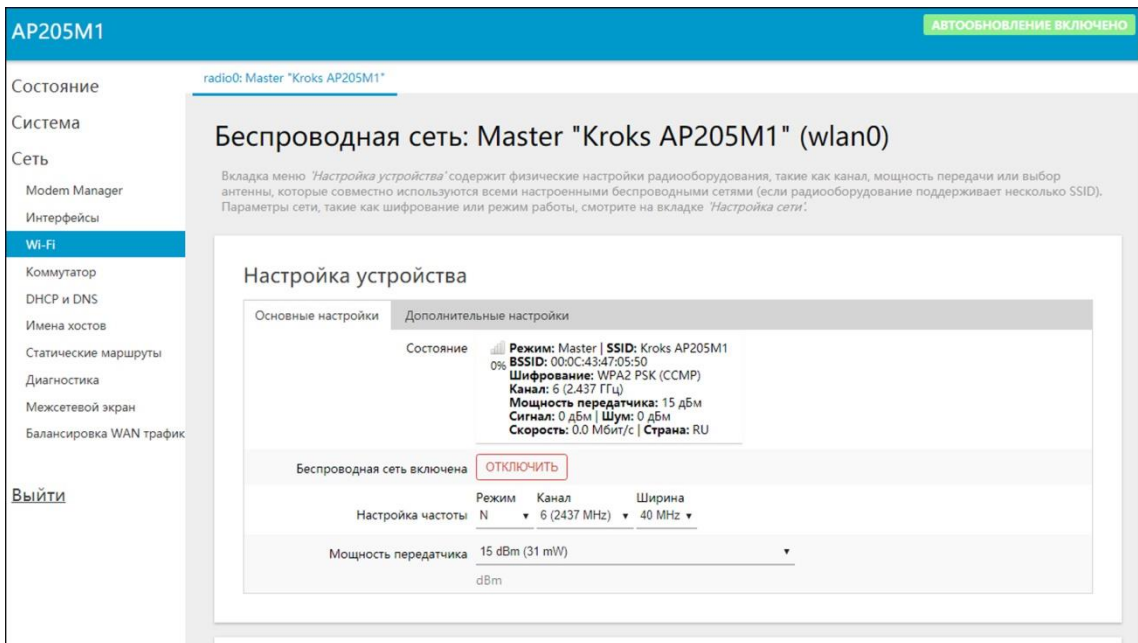 AP205M1
АВТООБНОВЛЕНИЕ ВКЛЮЧЕНО
Состояние
Система
Сеть
Modem Manager
Интерфейсы
Wi-Fi
Коммутатор
DHCP и DNS
Имена хостов
Статические маршруты
Диагностика
Межсетевой экран
Балансировка WAN трафик
Выйти
radio0: Master "Kroks AP205M1"
Беспроводная сеть: Master "Kroks AP205M1" (wlan0)
Вкладка меню 'Настройка устройства' содержит физические настройки радиооборудования, такие как канал, мощность передачи или выбор
антенны, которые совместно используются всеми настроенными беспроводными сетями (если радиооборудование поддерживает несколько SSID).
Параметры сети, такие как шифрование или режим работы, смотрите на вкладке 'Настройка сети'.
Настройка устройства
Основные настройки Дополнительные настройки
Состояние
0%
Режим: Master | SSID: Kroks AP205M1
BSSID: 00:0C:43:47:05:50
Шифрование: WPA2 PSK (CCMP)
Канал: 6 (2.437 ГГц)
Мощность передатчика: 15 дБм
Сигнал: 0 дБм | Шум: 0 дБм
Скорость: 0.0 Мбит/с | Страна: RU
Беспроводная сеть включена ОТКЛЮЧИТЬ
Режим Канал Ширина
Настройка частоты N 6 (2437 MHz) 40 MHz
Мощность передатчика 15 dBm (31 mW)
dBm